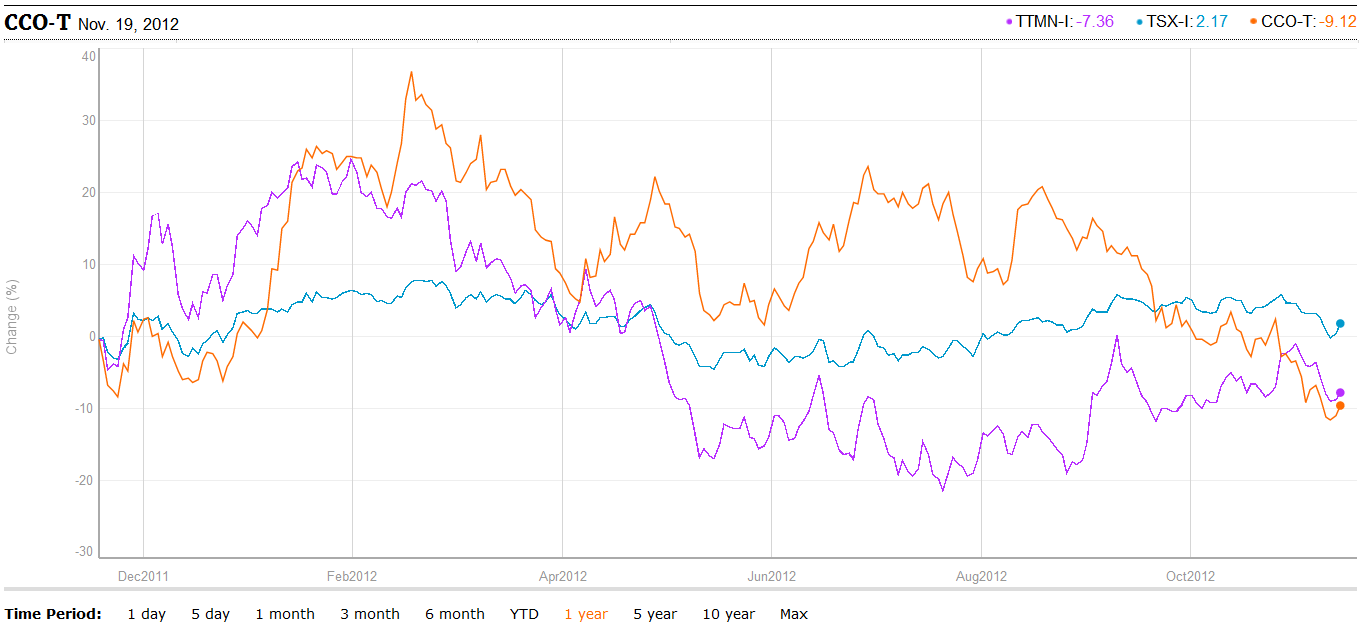 CCO-T Nov. 19, 2012 TTMN-I: -7.36 TSX-I: 2.17 CCO-T: -9.12
40
30
20
10
0
-10
-20
-30
Change (%)
Dec2011 Feb2012 Apr2012 Jun2012 Aug2012 Oct2012
Time Period: 1 day 5 day 1 month 3 month 6 month YTD 1 year 5 year 10 year Max